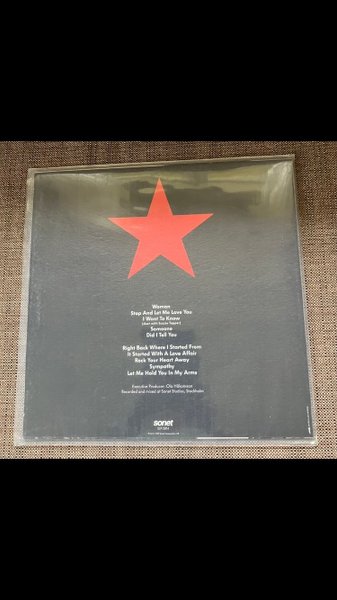 Woman
Stop And Let Me Love You
I Want To Know
Someone
Did I Tell You
Right Back Where I Started From
It Started With A Love Affair
Rock Your Heart Away
Sympathy
Let Me Hold You In My Arms
Executive Producer: Ola Håkansson
Recorded and mixed at Sonet Studios, Stockholm
sonet